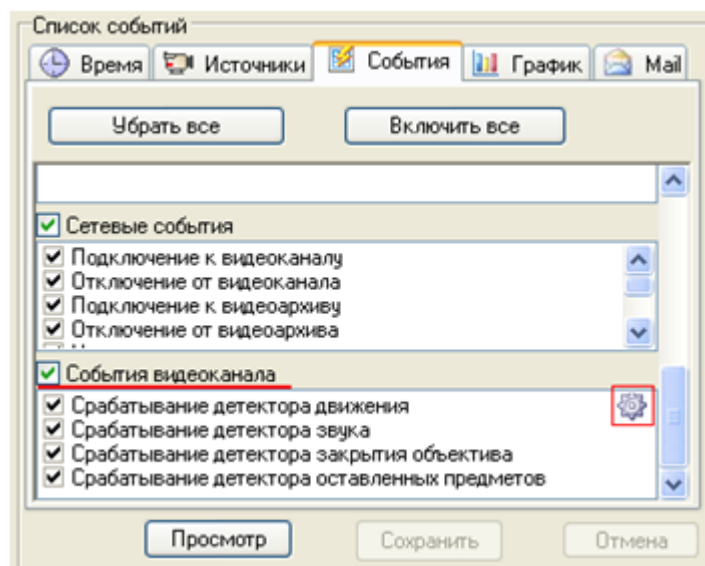 Список событий
Время Источники События График Mail
Убрать все Включить все
Сетевые события
Подключение к видеоканалу
Отключение от видеоканала
Подключение к видеоархиву
Отключение от видеоархива
События видеоканала
Срабатывание детектора движения
Срабатывание детектора звука
Срабатывание детектора закрытия объектива
Срабатывание детектора оставленных предметов
Просмотр Сохранить Отмена